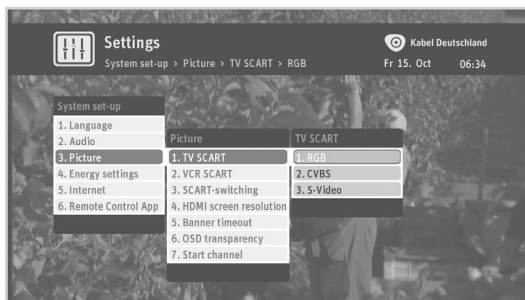 Settings
System set-up > Picture > TV SCART > RGB
Kabel Deutschland
Fr 15. Oct 06:34
System set-up
1. Language
2. Audio
3. Picture
4. Energy settings
5. Internet
6. Remote Control App
Picture
1. TV SCART
2. VCR SCART
3. SCART-switching
4. HDMI screen resolution
5. Banner timeout
6. OSD transparency
7. Start channel
TV SCART
1. RGB
2. CVBS
3. S-Video